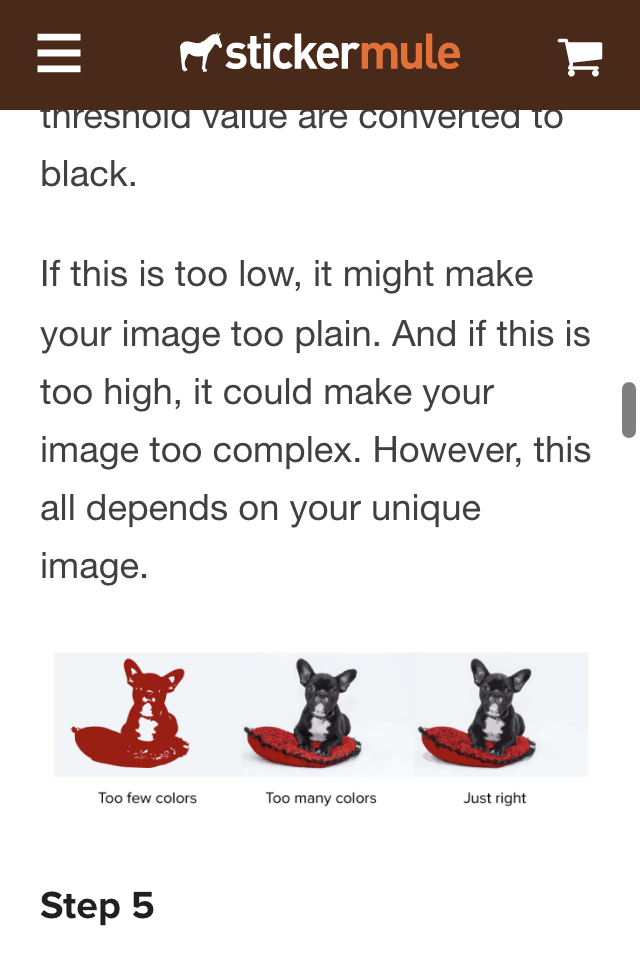 stickermule
threshold value are converted to
black.
If this is too low, it might make
your image too plain. And if this is
too high, it could make your
image too complex. However, this
all depends on your unique
image.
Too few colors
Too many colors
Just right
Step 5